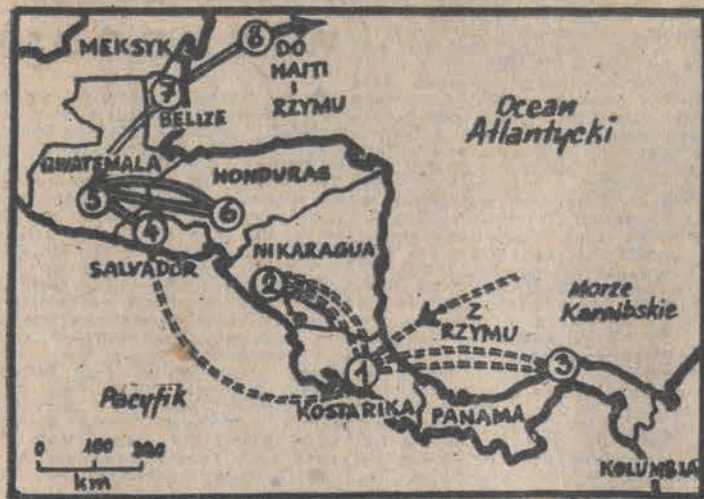 MEKSYK
8
DO
HAITI
I
RZYMU
7
BELIZE
Ocean
Atlantycki
GWATEMALA
HONDURAS
5
6
4
SALVADOR
NIKARAGUA
2
Z
RZYMU
Morze
Karaibskie
1
3
Pacyfik
KOSTARIKA
PANAMA
KOLUMBIA
0 100 200
km